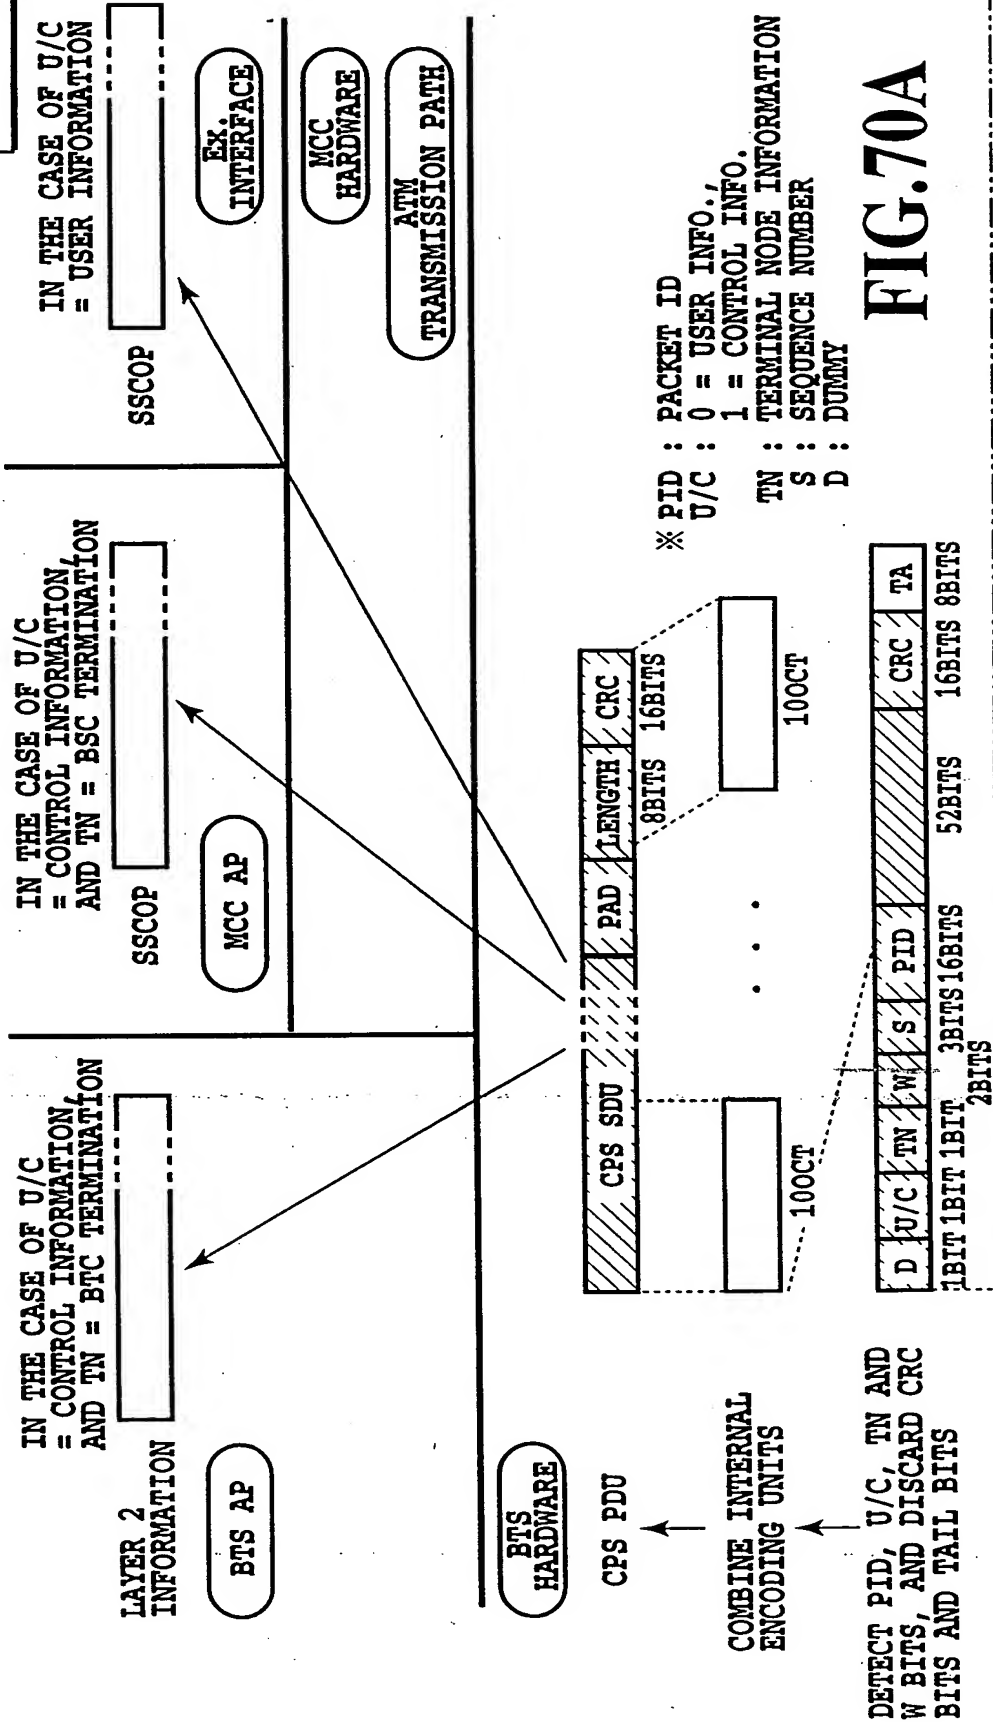 IN THE CASE OF U/C
= CONTROL INFORMATION,
AND TN = BTC TERMINATION
LAYER 2
INFORMATION
BTS AP
IN THE CASE OF U/C
= CONTROL INFORMATION,
AND TN = BSC TERMINATION
SSCOP
MCC AP
IN THE CASE OF U/C
= USER INFORMATION
SSCOP
EX.
INTERFACE
MCC
HARDWARE
ATM
TRANSMISSION PATH
BTS
HARDWARE
CPS PDU
CPS SDU
PAD
LENGTH
CRC
8BITS
16BITS
COMBINE INTERNAL
ENCODING UNITS
10OCT
• • •
10OCT
DETECT PID, U/C, TN AND
W BITS, AND DISCARD CRC
BITS AND TAIL BITS
D
U/C
TN
W
S
PID
CRC
TA
1BIT
1BIT
1BIT
2BITS
3BITS
16BITS
52BITS
16BITS
8BITS
※ PID : PACKET ID
U/C : 0 = USER INFO.,
1 = CONTROL INFO.
TN : TERMINAL NODE INFORMATION
S : SEQUENCE NUMBER
D : DUMMY
FIG.70A